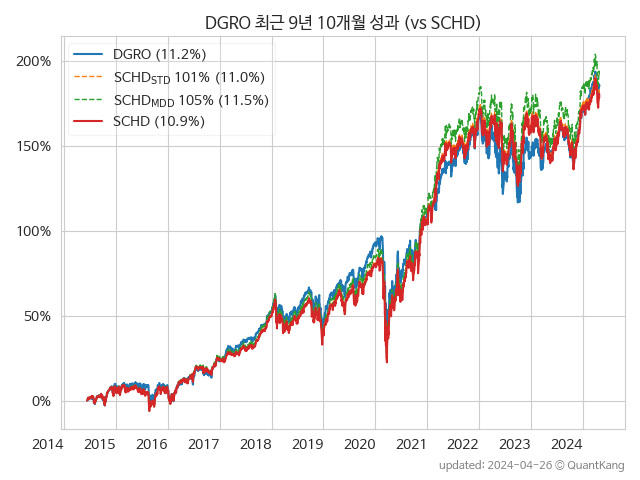 DGRO 최근 9년 10개월 성과 (vs SCHD)
DGRO (11.2%)
SCHDSTD 101% (11.0%)
SCHDMDD 105% (11.5%)
SCHD (10.9%)
200%
150%
100%
50%
0%
2014 2015 2016 2017 2018 2019 2020 2021 2022 2023 2024
updated: 2024-04-26 © QuantKang